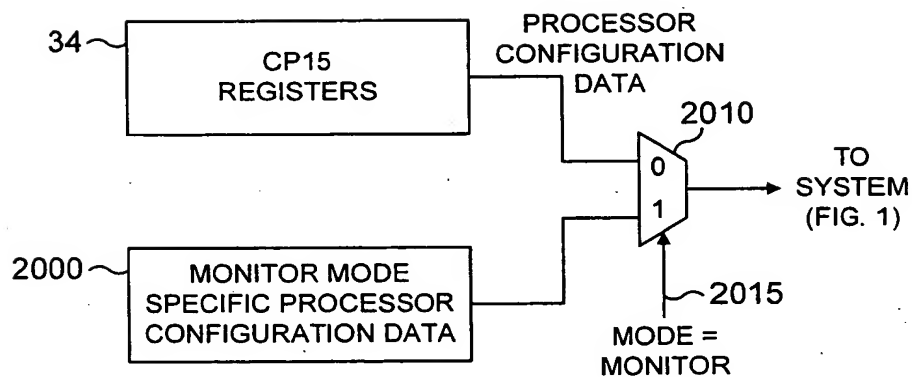 34
CP15
REGISTERS
PROCESSOR
CONFIGURATION
DATA
2010
0
1
TO
SYSTEM
(FIG. 1)
2000
MONITOR MODE
SPECIFIC PROCESSOR
CONFIGURATION DATA
2015
MODE =
MONITOR